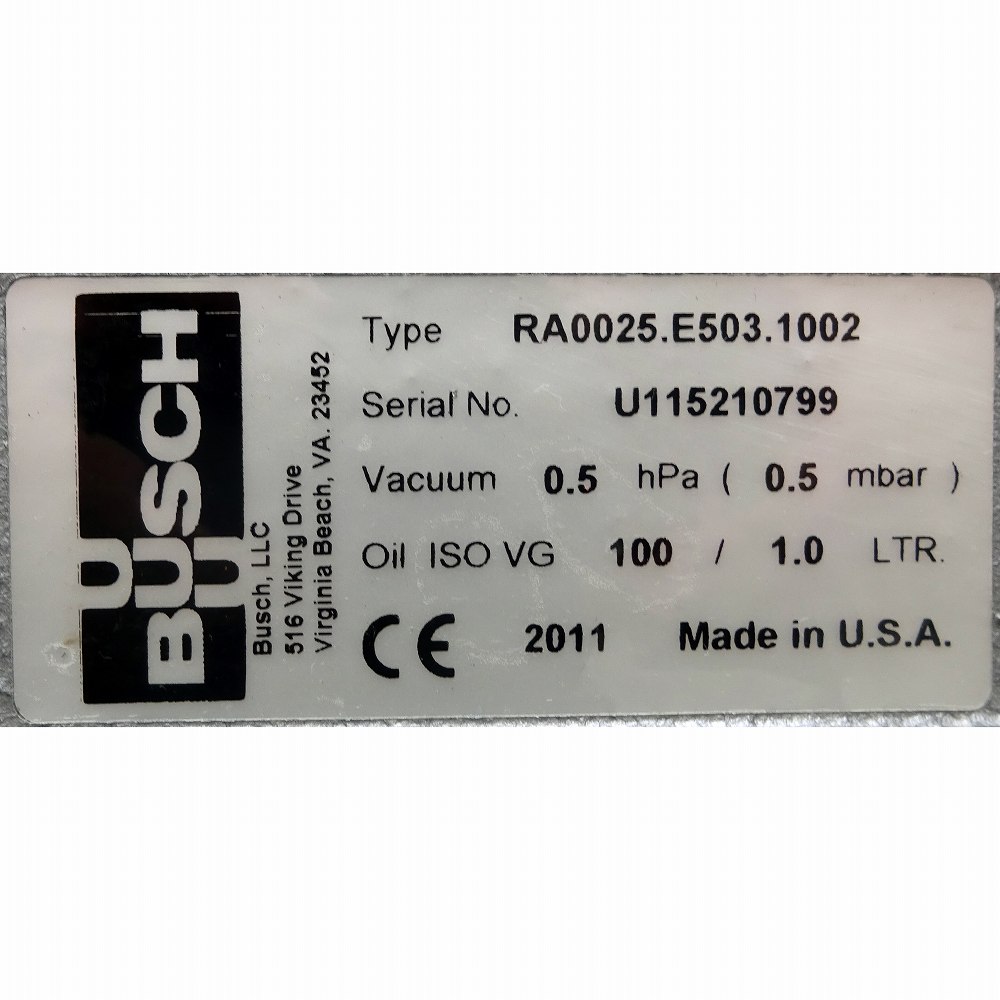 U
BUSCH
U
Busch, LLC
516 Viking Drive
Virginia Beach, VA. 23452
Type RA0025.E503.1002
Serial No. U115210799
Vacuum 0.5 hPa ( 0.5 mbar )
Oil ISO VG 100 / 1.0 LTR.
CE 2011 Made in U.S.A.